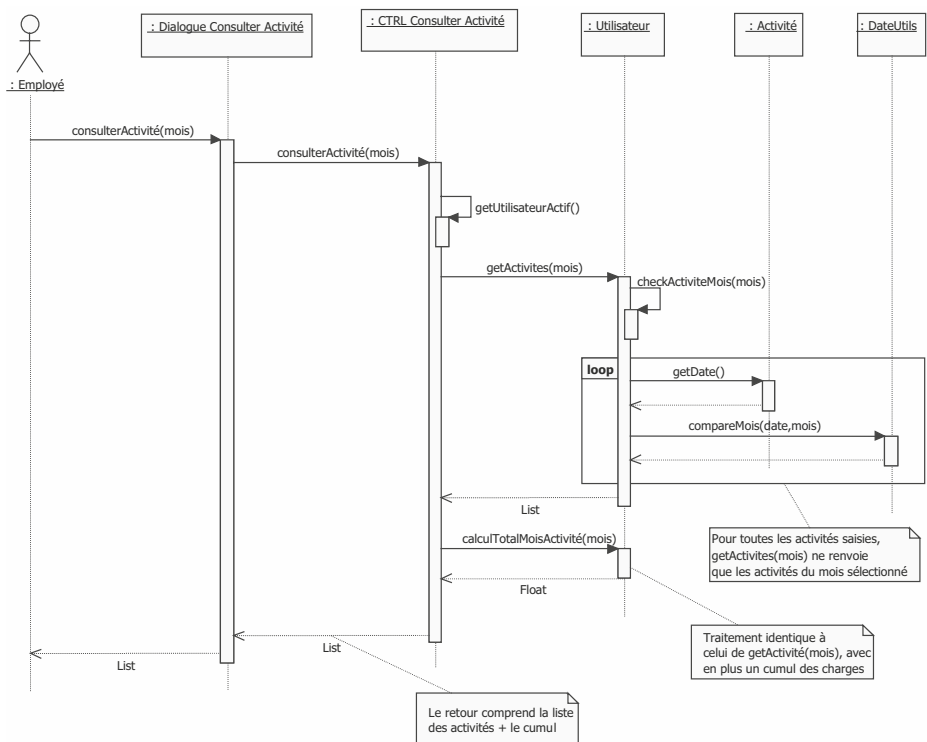 : Dialogue Consulter Activité
: CTRL Consulter Activité
: Utilisateur
: Activité
: DateUtils
: Employé
consulterActivité(mois)
consulterActivité(mois)
getUtilisateurActif()
getActivites(mois)
checkActiviteMois(mois)
loop
getDate()
compareMois(date,mois)
List
calculTotalMoisActivité(mois)
Pour toutes les activités saisies,
getActivites(mois) ne renvoie
que les activités du mois sélectionné
Float
Traitement identique à
celui de getActivité(mois), avec
en plus un cumul des charges
List
List
Le retour comprend la liste
des activités + le cumul